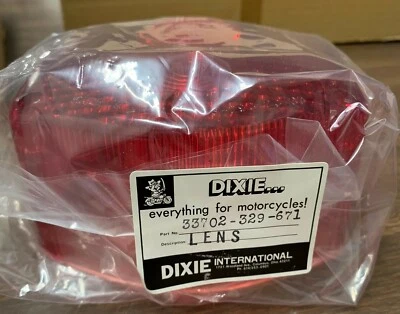 DIXIE...
everything for motorcycles!
Part No. 33702-329-671
Description LENS
DIXIE INTERNATIONAL